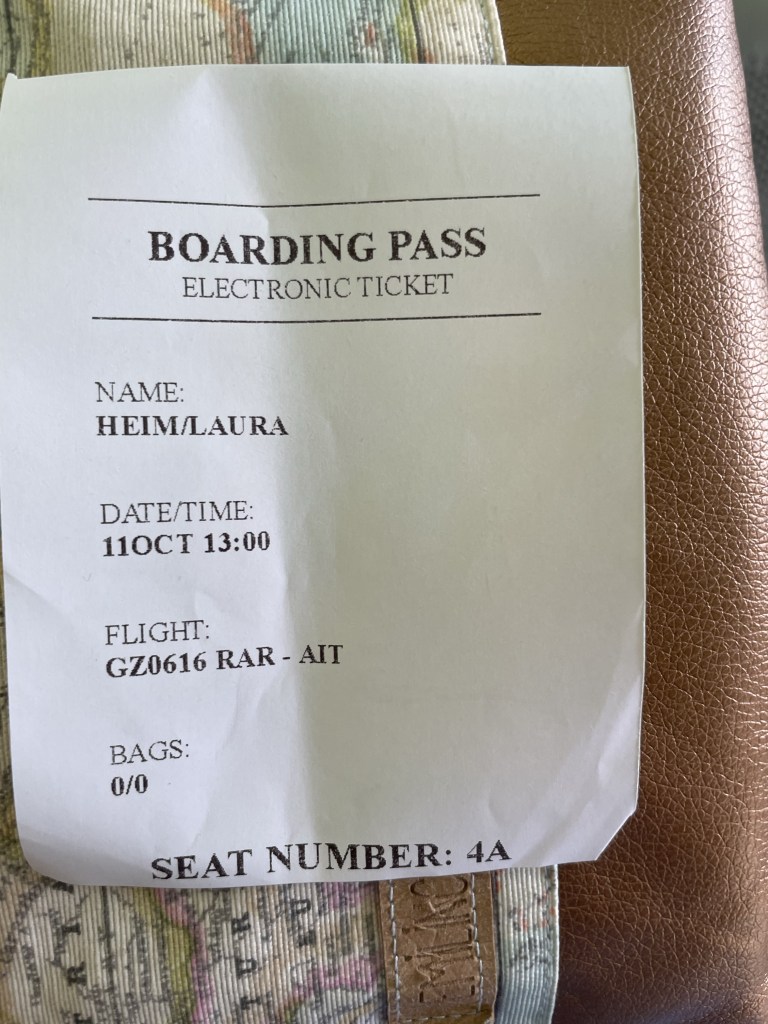 BOARDING PASS
ELECTRONIC TICKET
NAME:
HEIM/LAURA
DATE/TIME:
11OCT 13:00
FLIGHT:
GZ0616 RAR - AIT
BAGS:
0/0
SEAT NUMBER: 4A